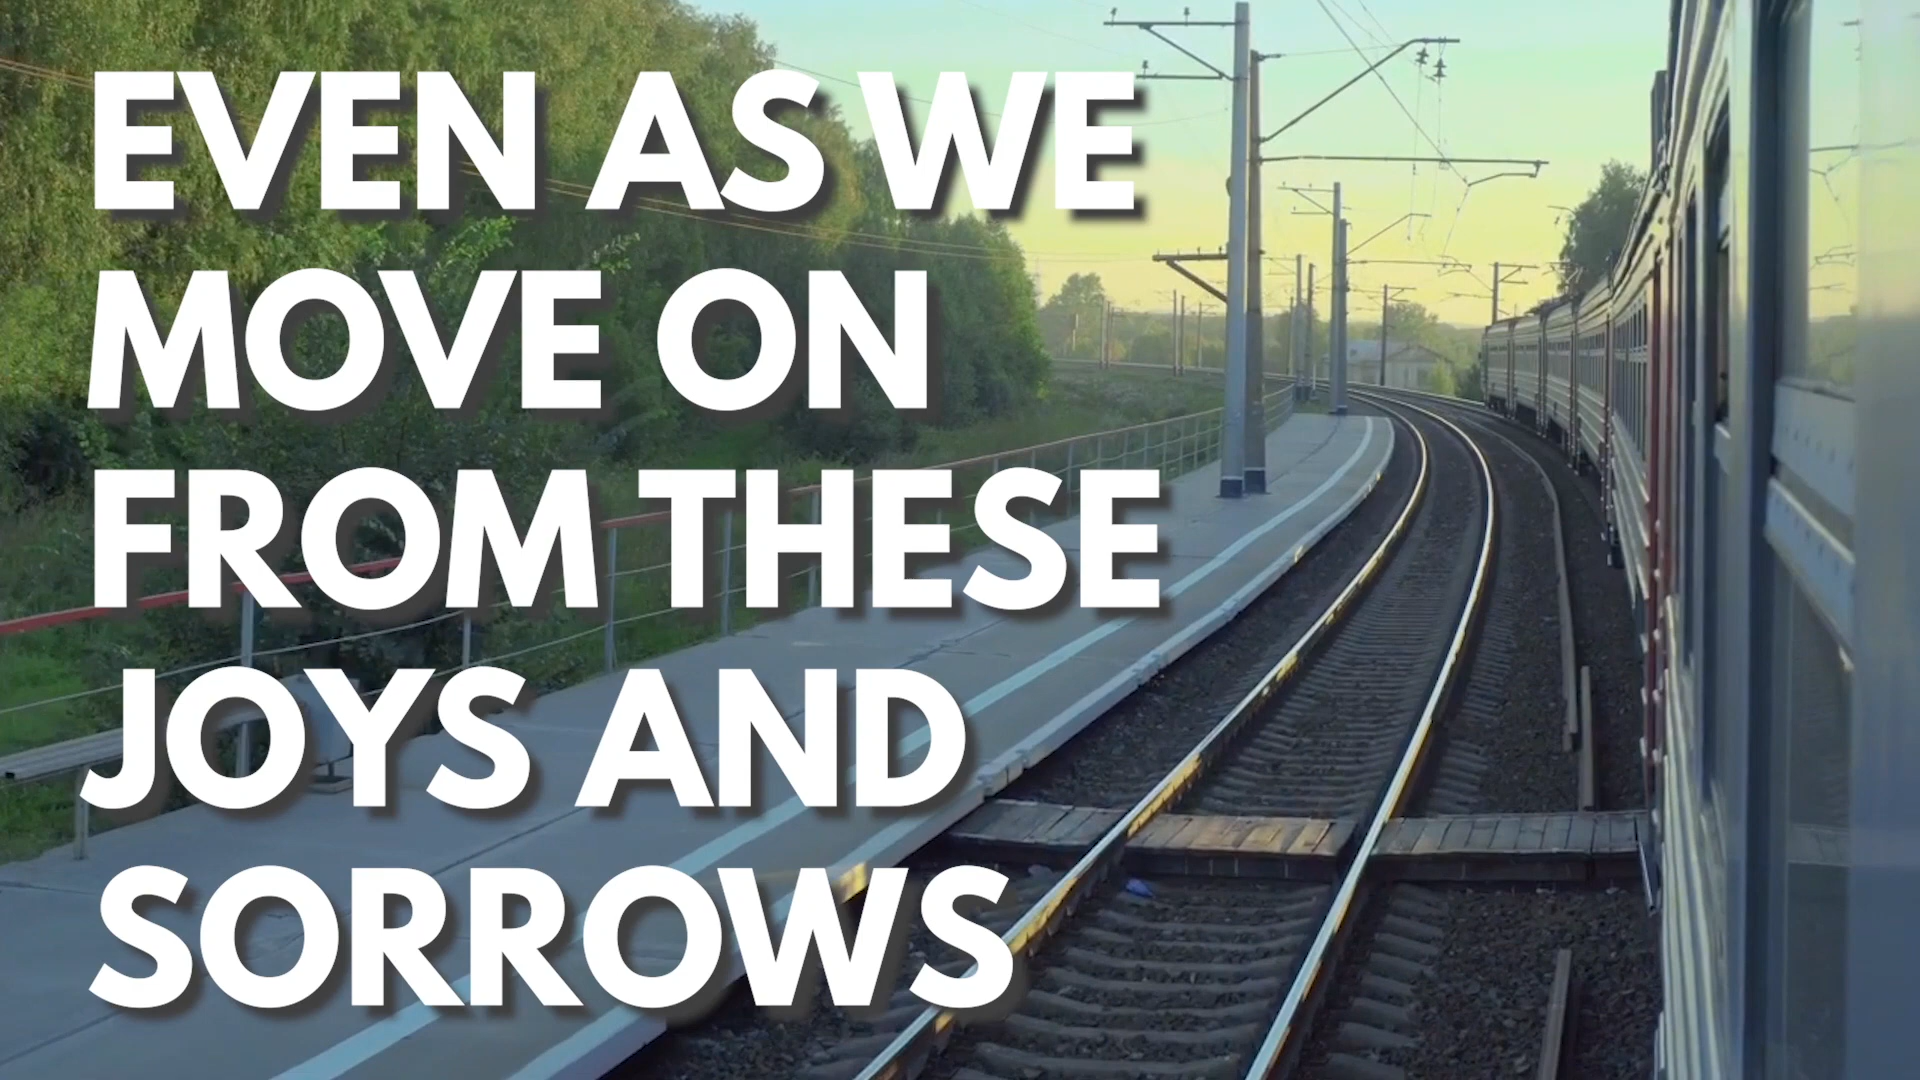 EVEN AS WE
MOVE ON
FROM THESE
JOYS AND
SORROWS